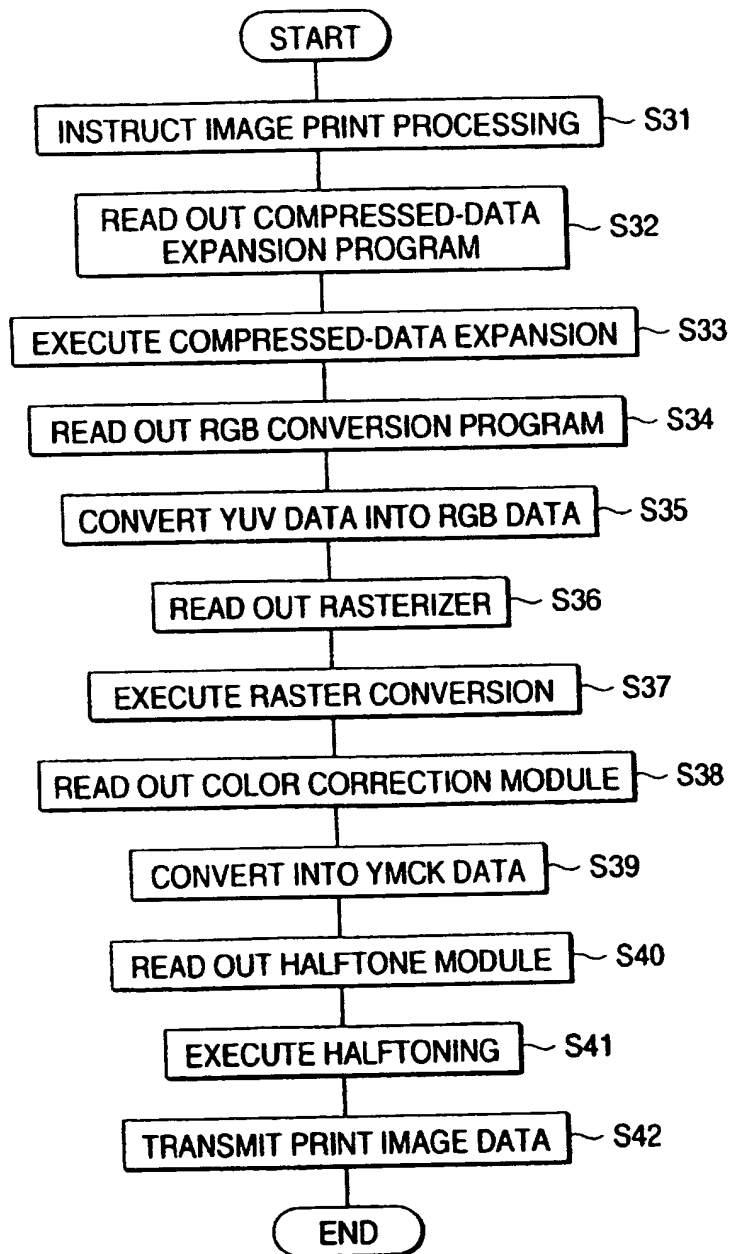 START
INSTRUCT IMAGE PRINT PROCESSING
S31
READ OUT COMPRESSED-DATA
EXPANSION PROGRAM
S32
EXECUTE COMPRESSED-DATA EXPANSION
S33
READ OUT RGB CONVERSION PROGRAM
S34
CONVERT YUV DATA INTO RGB DATA
S35
READ OUT RASTERIZER
S36
EXECUTE RASTER CONVERSION
S37
READ OUT COLOR CORRECTION MODULE
S38
CONVERT INTO YMCK DATA
S39
READ OUT HALFTONE MODULE
S40
EXECUTE HALFTONING
S41
TRANSMIT PRINT IMAGE DATA
S42
END